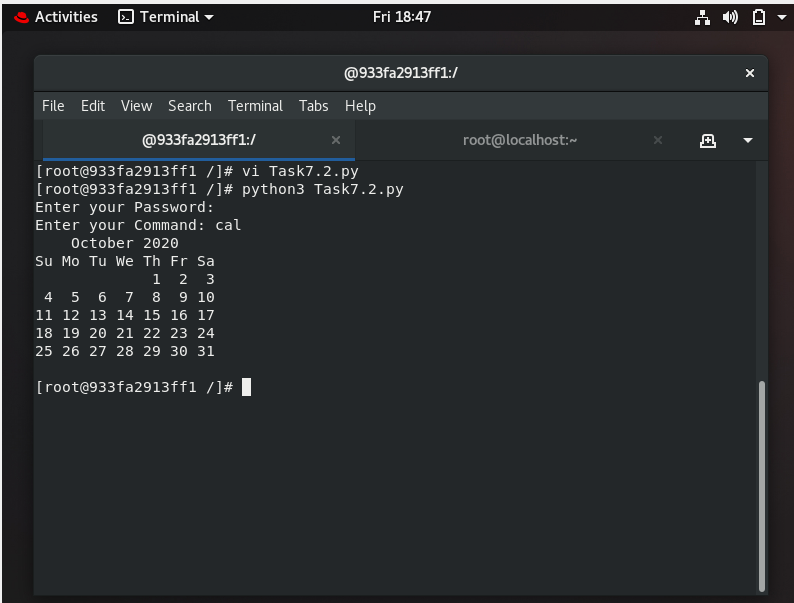 Activities Terminal Fri 18:47
@933fa2913ff1:/
File Edit View Search Terminal Tabs Help
@933fa2913ff1:/ root@localhost:~
[root@933fa2913ff1 /]# vi Task7.2.py
[root@933fa2913ff1 /]# python3 Task7.2.py
Enter your Password:
Enter your Command: cal
    October 2020
Su Mo Tu We Th Fr Sa
             1  2  3
 4  5  6  7  8  9 10
11 12 13 14 15 16 17
18 19 20 21 22 23 24
25 26 27 28 29 30 31
[root@933fa2913ff1 /]#